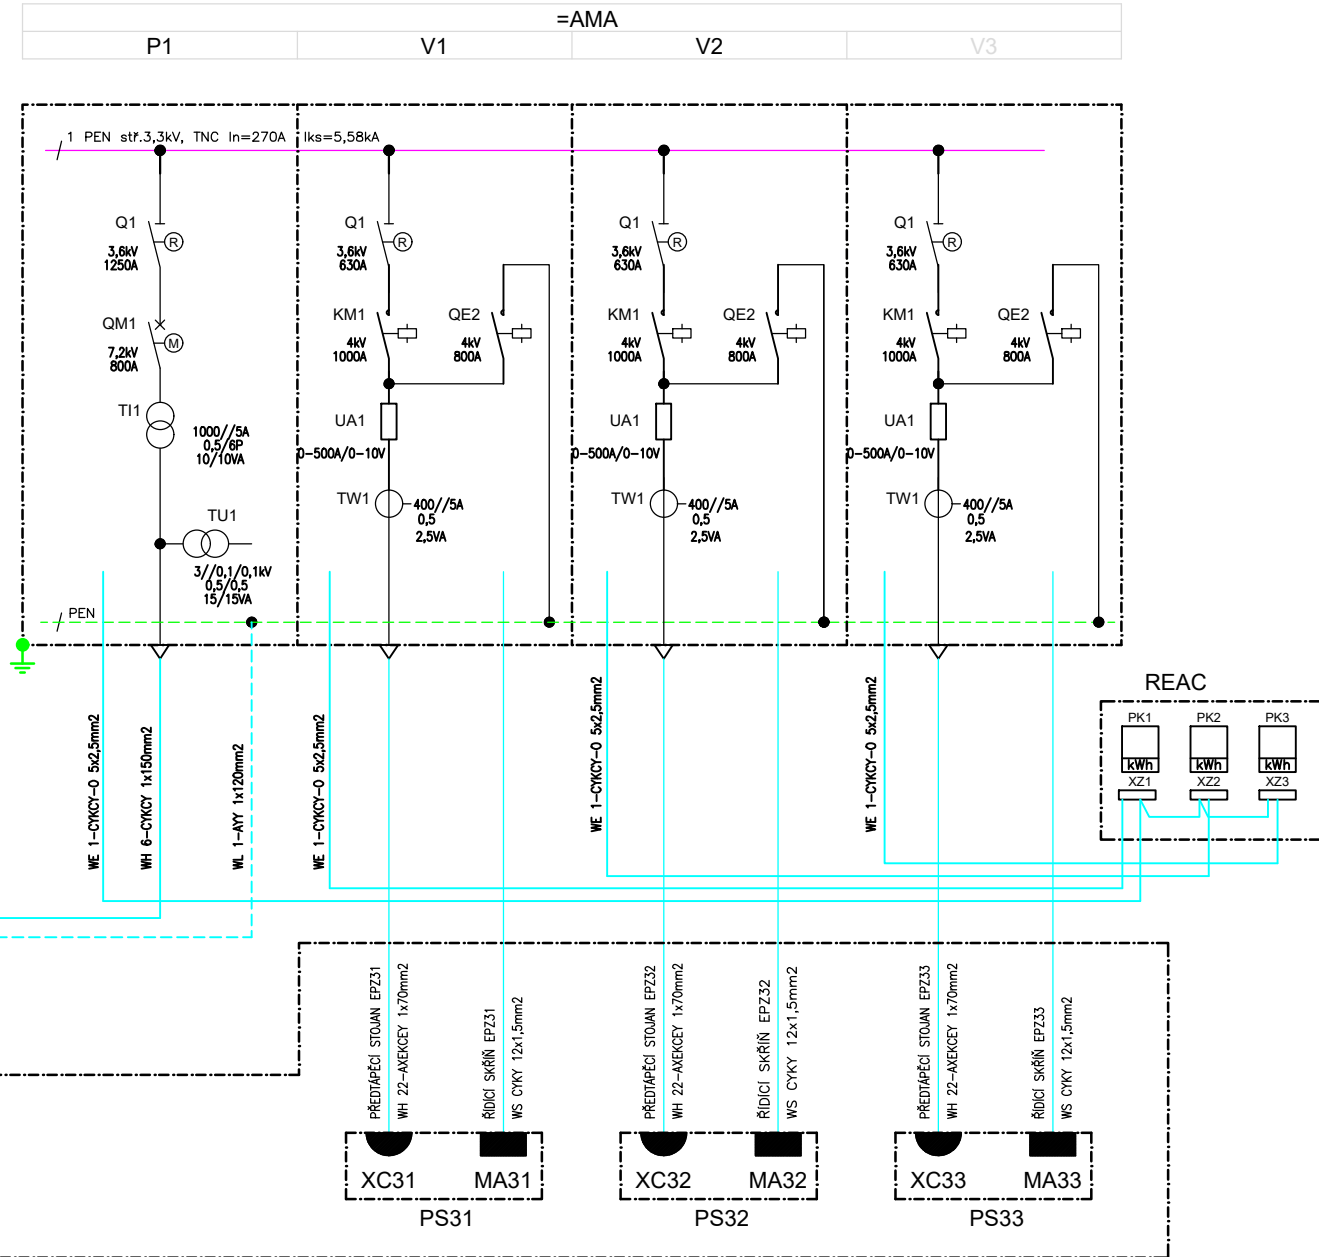 =AMA
P1 V1 V2 V3
1 PEN stř.3,3kV, TNC In=270A Iks=5,58kA
Q1
3,6kV
1250A
QM1
M
7,2kV
800A
R
TI1
1000//5A
0,5/6P
10/10VA
TU1
3//0,1/0,1kV
0,5/0,5
15/15VA
PEN
Q1
R
3,6kV
630A
KM1
4kV
1000A
QE2
4kV
800A
UA1
0-500A/0-10V
TW1
400//5A
0,5
2,5VA
Q1
R
3,6kV
630A
KM1
4kV
1000A
QE2
4kV
800A
UA1
0-500A/0-10V
TW1
400//5A
0,5
2,5VA
Q1
R
3,6kV
630A
KM1
4kV
1000A
QE2
4kV
800A
UA1
0-500A/0-10V
TW1
400//5A
0,5
2,5VA
WE 1-CYKCY-O 5x2,5mm2
WH 6-CYKCY 1x150mm2
WL 1-AYY 1x120mm2
WE 1-CYKCY-O 5x2,5mm2
WE 1-CYKCY-O 5x2,5mm2
WE 1-CYKCY-O 5x2,5mm2
REAC
PK1 PK2 PK3
kWh kWh kWh
XZ1 XZ2 XZ3
PŘEDTÁPĚCÍ STOJAN EPZ31
WH 22-AXEKCEY 1x70mm2
ŘÍDÍCÍ SKŘÍŇ EPZ31
WS CYKY 12x1,5mm2
PŘEDTÁPĚCÍ STOJAN EPZ32
WH 22-AXEKCEY 1x70mm2
ŘÍDÍCÍ SKŘÍŇ EPZ32
WS CYKY 12x1,5mm2
PŘEDTÁPĚCÍ STOJAN EPZ33
WH 22-AXEKCEY 1x70mm2
ŘÍDÍCÍ SKŘÍŇ EPZ33
WS CYKY 12x1,5mm2
XC31 MA31
PS31
XC32 MA32
PS32
XC33 MA33
PS33